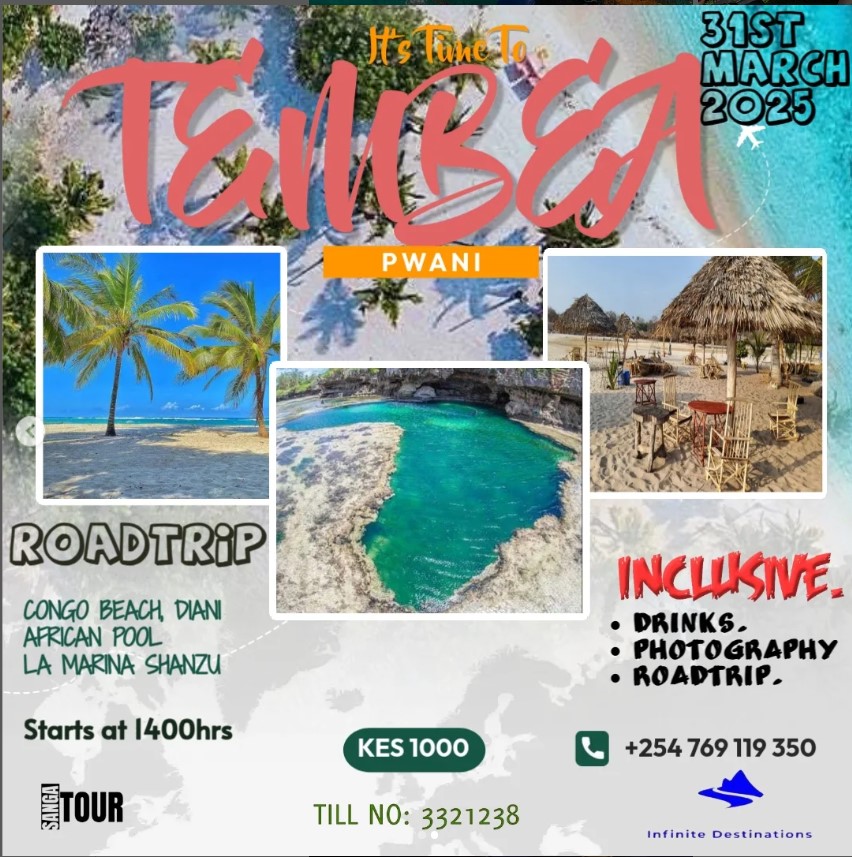 It's Time To
TEMBEA
PWANI
31ST
MARCH
2025
ROADTRIP
CONGO BEACH, DIANI
AFRICAN POOL
LA MARINA SHANZU
Starts at 1400hrs
INCLUSIVE.
• DRINKS.
• PHOTOGRAPHY
• ROADTRIP.
KES 1000
+254 769 119 350
SANGA TOUR
TILL NO: 3321238
Infinite Destinations